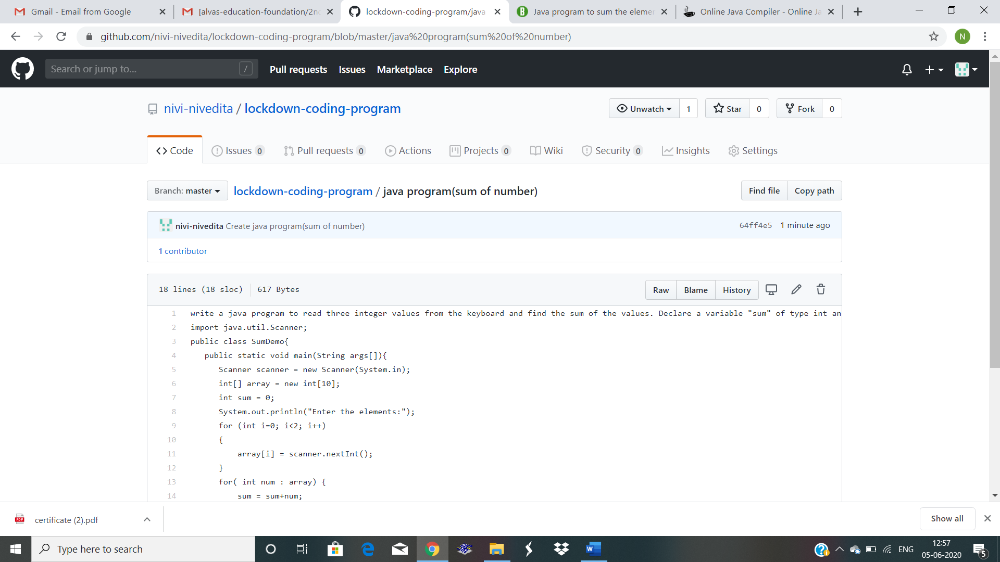 Gmail - Email from Google
[alvas-education-foundation/2nd
lockdown-coding-program/java
Java program to sum the elemen
Online Java Compiler - Online Ja
github.com/nivi-nivedita/lockdown-coding-program/blob/master/java%20program(sum%20of%20number)
N
Search or jump to...
/
Pull requests
Issues
Marketplace
Explore
nivi-nivedita / lockdown-coding-program
Unwatch 1
Star 0
Fork 0
Code
Issues 0
Pull requests 0
Actions
Projects 0
Wiki
Security 0
Insights
Settings
Branch: master
lockdown-coding-program / java program(sum of number)
Find file
Copy path
nivi-nivedita Create java program(sum of number)
64ff4e5 1 minute ago
1 contributor
18 lines (18 sloc) 617 Bytes
Raw
Blame
History
1 write a java program to read three integer values from the keyboard and find the sum of the values. Declare a variable "sum" of type int an
2 import java.util.Scanner;
3 public class SumDemo{
4 public static void main(String args[]){
5 Scanner scanner = new Scanner(System.in);
6 int[] array = new int[10];
7 int sum = 0;
8 System.out.println("Enter the elements:");
9 for (int i=0; i<2; i++)
10 {
11 array[i] = scanner.nextInt();
12 }
13 for( int num : array) {
14 sum = sum+num;
PDF
certificate (2).pdf
Show all
Type here to search
W
ENG
12:57
05-06-2020
5